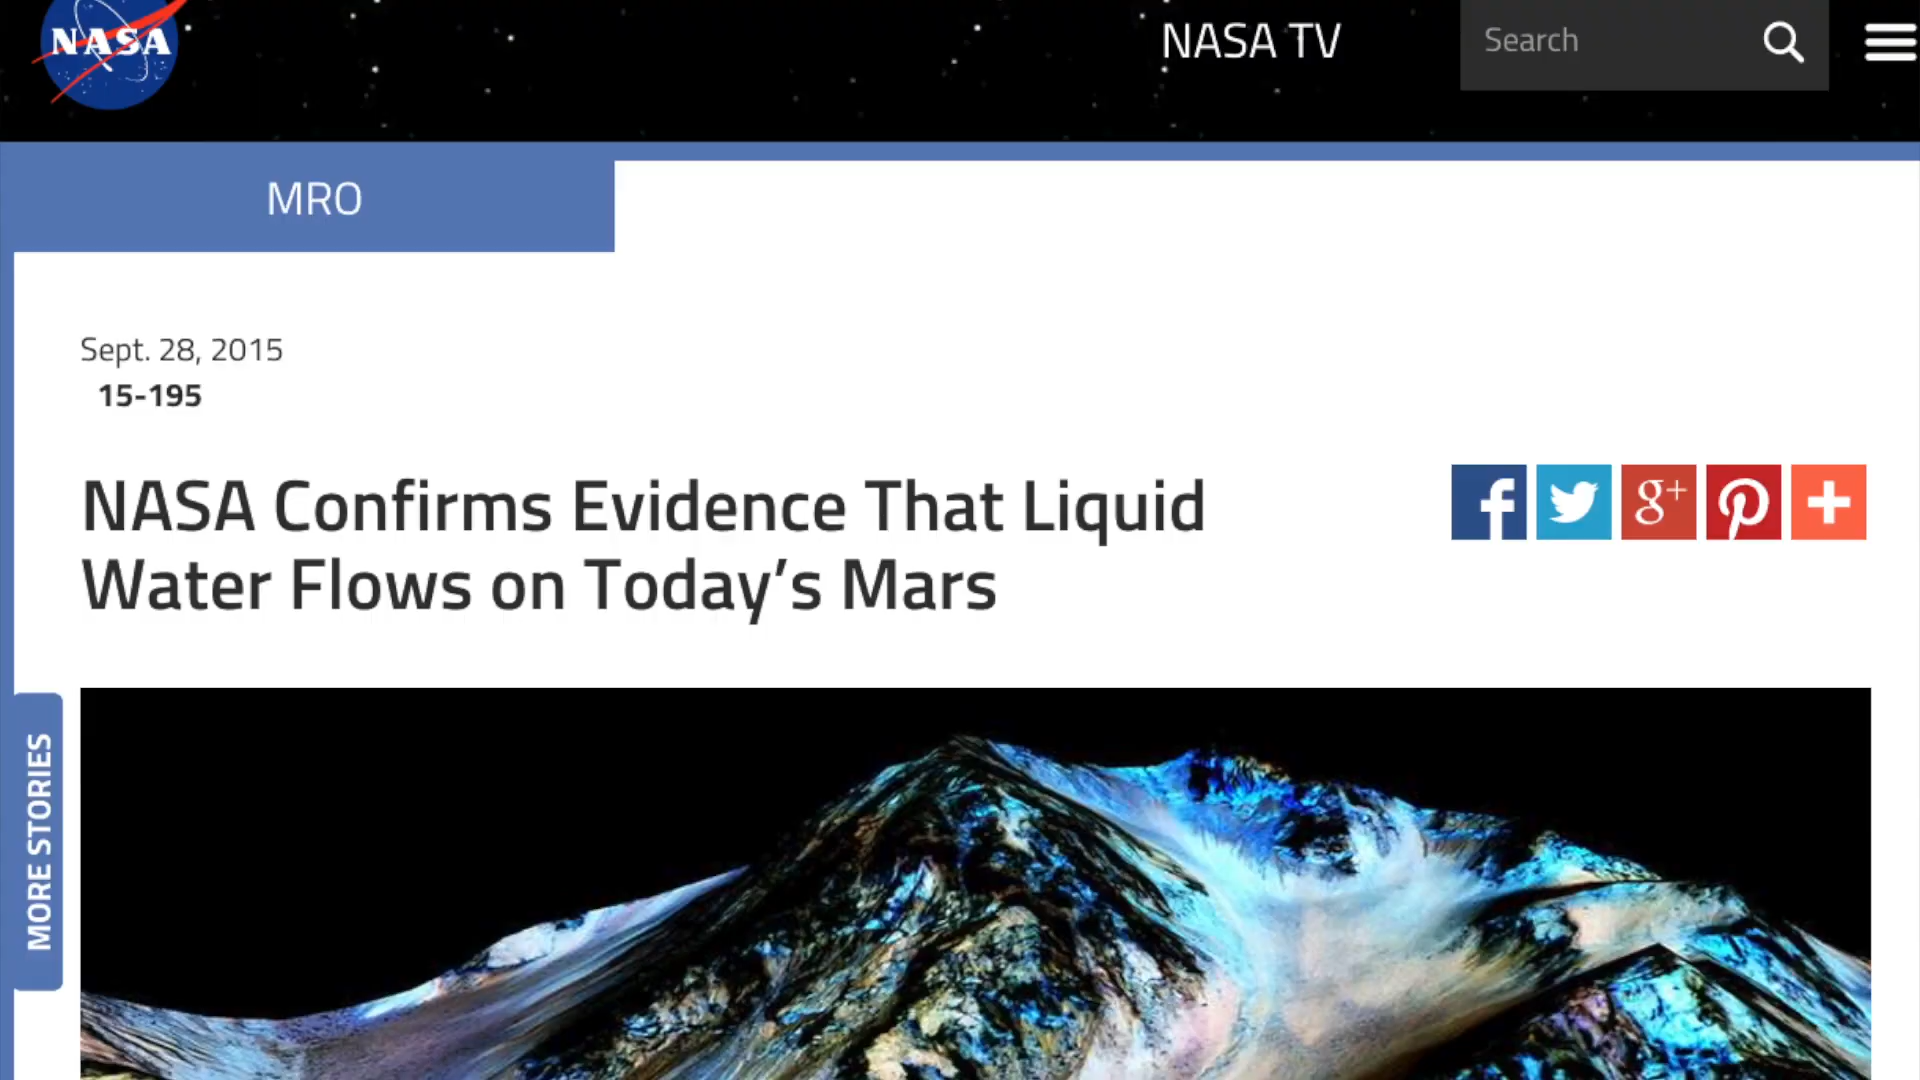 NASA
NASA TV
Search
MRO
Sept. 28, 2015
15-195
NASA Confirms Evidence That Liquid
Water Flows on Today’s Mars
f
g+
MORE STORIES